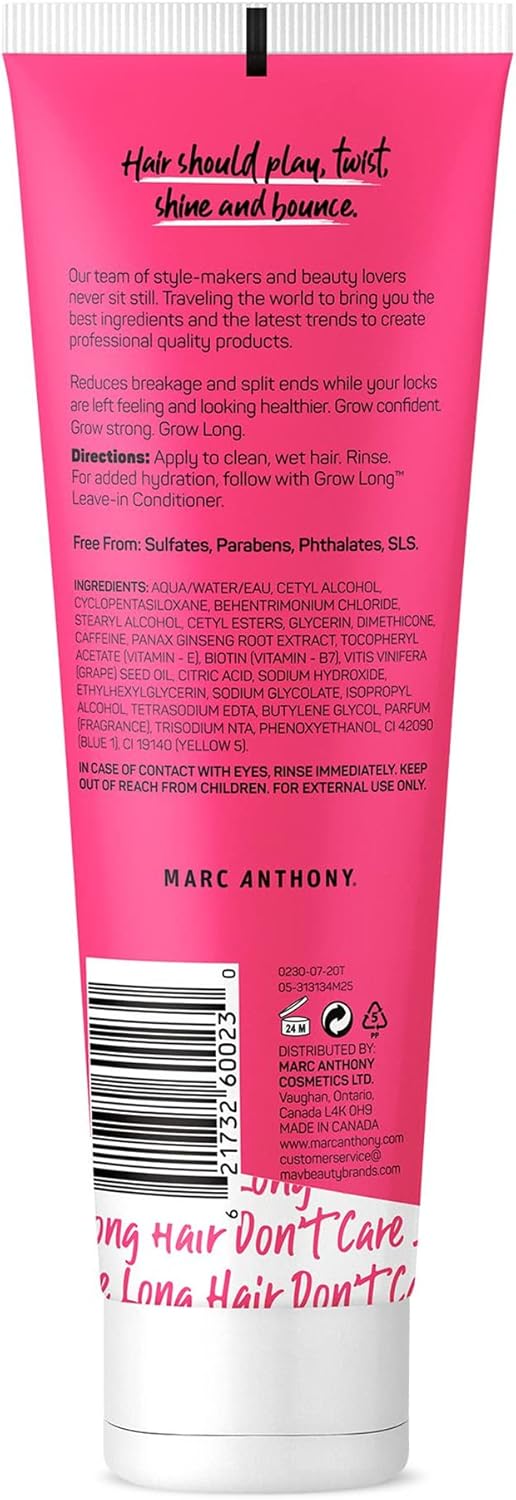 Hair should play, twist,
shine and bounce.
Our team of style-makers and beauty lovers
never sit still. Traveling the world to bring you the
best ingredients and the latest trends to create
professional quality products.
Reduces breakage and split ends while your locks
are left feeling and looking healthier. Grow confident.
Grow strong. Grow Long.
Directions: Apply to clean, wet hair. Rinse.
For added hydration, follow with Grow Long™
Leave-in Conditioner.
Free From: Sulfates, Parabens, Phthalates, SLS.
INGREDIENTS: AQUA/WATER/EAU, CETYL ALCOHOL,
CYCLOPENTASILOXANE, BEHENTRIMONIUM CHLORIDE,
STEARYL ALCOHOL, CETYL ESTERS, GLYCERIN, DIMETHICONE,
CAFFEINE, PANAX GINSENG ROOT EXTRACT, TOCOPHERYL
ACETATE (VITAMIN - E), BIOTIN (VITAMIN - B7), VITIS VINIFERA
(GRAPE) SEED OIL, CITRIC ACID, SODIUM HYDROXIDE,
ETHYLHEXYLGLYCERIN, SODIUM GLYCOLATE, ISOPROPYL
ALCOHOL, TETRASODIUM EDTA, BUTYLENE GLYCOL, PARFUM
(FRAGRANCE), TRISODIUM NTA, PHENOXYETHANOL, CI 42090
(BLUE 1), CI 19140 (YELLOW 5).
IN CASE OF CONTACT WITH EYES, RINSE IMMEDIATELY. KEEP
OUT OF REACH FROM CHILDREN. FOR EXTERNAL USE ONLY.
MARC ANTHONY®
6 21732 60023 0
0230-07-20T
05-313134M25
24 M
5
PP
DISTRIBUTED BY:
MARC ANTHONY
COSMETICS LTD.
Vaughan, Ontario,
Canada L4K 0H9
MADE IN CANADA
www.marcanthony.com
customerservice@
mavbeautybrands.com
Long
ong Hair Don't Care
e Long Hair Don't Ca